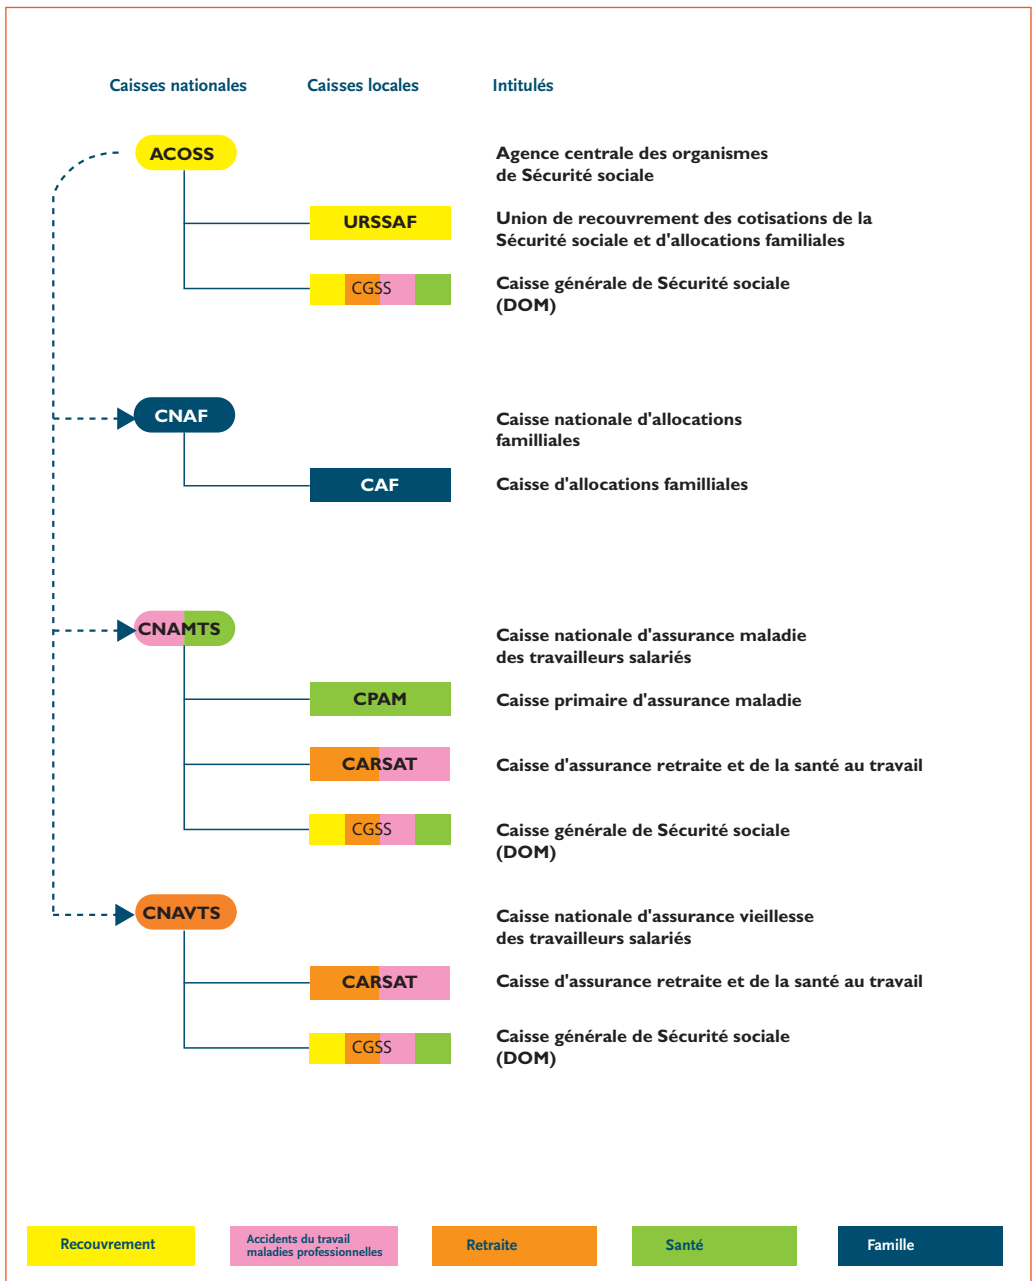 Caisses nationales
Caisses locales
Intitulés
ACOSS
Agence centrale des organismes
de Sécurité sociale
URSSAF
Union de recouvrement des cotisations de la
Sécurité sociale et d'allocations familiales
CGSS
Caisse générale de Sécurité sociale
(DOM)
CNAF
Caisse nationale d'allocations
familliales
CAF
Caisse d'allocations familliales
CNAMTS
Caisse nationale d'assurance maladie
des travailleurs salariés
CPAM
Caisse primaire d'assurance maladie
CARSAT
Caisse d'assurance retraite et de la santé au travail
CGSS
Caisse générale de Sécurité sociale
(DOM)
CNAVTS
Caisse nationale d'assurance vieillesse
des travailleurs salariés
CARSAT
Caisse d'assurance retraite et de la santé au travail
CGSS
Caisse générale de Sécurité sociale
(DOM)
Recouvrement
Accidents du travail
maladies professionnelles
Retraite
Santé
Famille